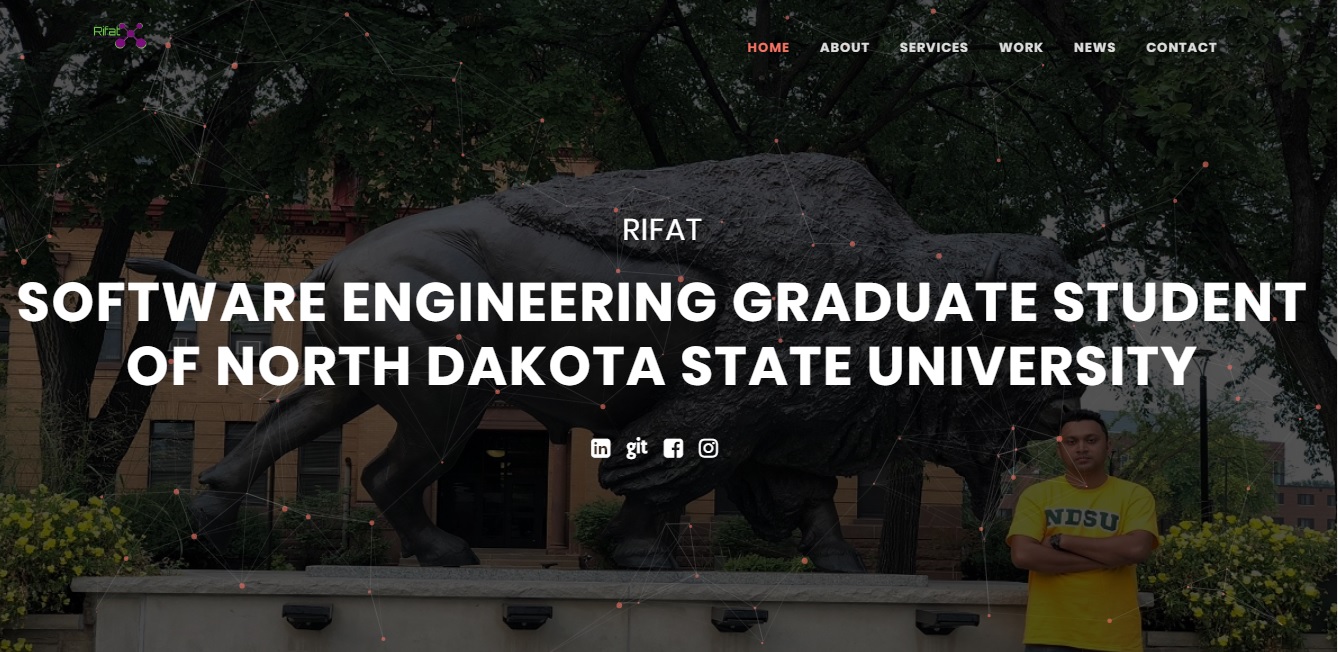 Rifat
HOME ABOUT SERVICES WORK NEWS CONTACT
RIFAT
SOFTWARE ENGINEERING GRADUATE STUDENT
OF NORTH DAKOTA STATE UNIVERSITY
in git f
NDSU